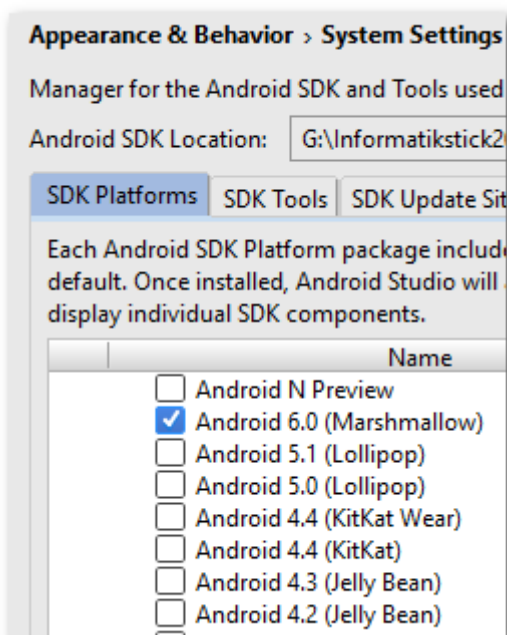 Appearance & Behavior › System Settings
Manager for the Android SDK and Tools used
Android SDK Location: G:\Informatikstick2
SDK Platforms SDK Tools SDK Update Sit
Each Android SDK Platform package include
default. Once installed, Android Studio will
display individual SDK components.
Name
Android N Preview
Android 6.0 (Marshmallow)
Android 5.1 (Lollipop)
Android 5.0 (Lollipop)
Android 4.4 (KitKat Wear)
Android 4.4 (KitKat)
Android 4.3 (Jelly Bean)
Android 4.2 (Jelly Bean)